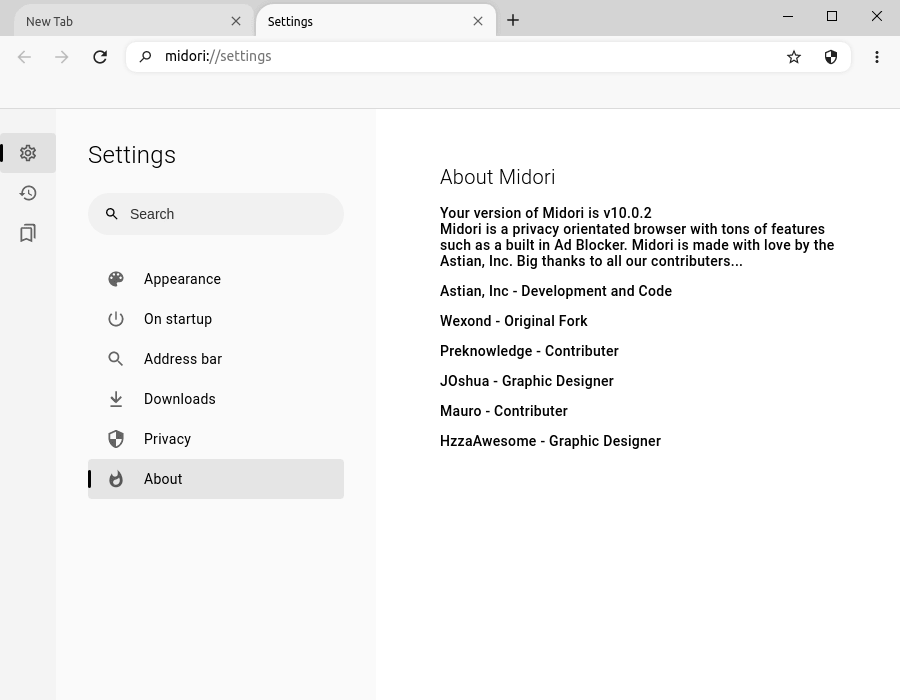 New Tab
Settings
midori://settings
Settings
Search
Appearance
On startup
Address bar
Downloads
Privacy
About
About Midori
Your version of Midori is v10.0.2
Midori is a privacy orientated browser with tons of features
such as a built in Ad Blocker. Midori is made with love by the
Astian, Inc. Big thanks to all our contributers...
Astian, Inc - Development and Code
Wexond - Original Fork
Preknowledge - Contributer
JOshua - Graphic Designer
Mauro - Contributer
HzzaAwesome - Graphic Designer